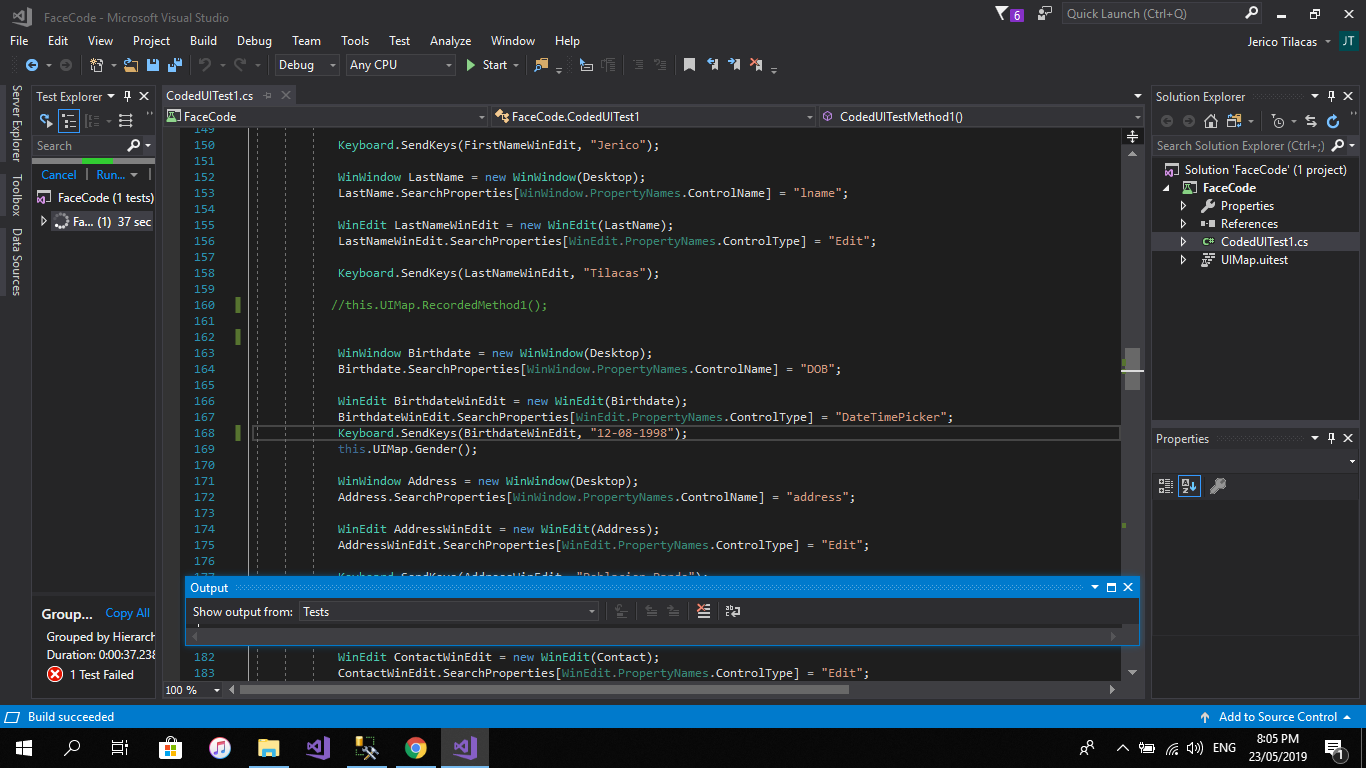 FaceCode - Microsoft Visual Studio
6
Quick Launch (Ctrl+Q)
File Edit View Project Build Debug Team Tools Test Analyze Window Help
Jerico Tilacas JT
Debug Any CPU Start
Server Explorer
Toolbox
Data Sources
Test Explorer
Search
Cancel Run...
FaceCode (1 tests)
Fa... (1) 37 sec
Group... Copy All
Grouped by Hierarch
Duration: 0:00:37.238
1 Test Failed
CodedUITest1.cs
FaceCode FaceCode.CodedUITest1 CodedUITestMethod1()
149
150 Keyboard.SendKeys(FirstNameWinEdit, "Jerico");
151
152 WinWindow LastName = new WinWindow(Desktop);
153 LastName.SearchProperties[WinWindow.PropertyNames.ControlName] = "lname";
154
155 WinEdit LastNameWinEdit = new WinEdit(LastName);
156 LastNameWinEdit.SearchProperties[WinEdit.PropertyNames.ControlType] = "Edit";
157
158 Keyboard.SendKeys(LastNameWinEdit, "Tilacas");
159
160 //this.UIMap.RecordedMethod1();
161
162
163 WinWindow Birthdate = new WinWindow(Desktop);
164 Birthdate.SearchProperties[WinWindow.PropertyNames.ControlName] = "DOB";
165
166 WinEdit BirthdateWinEdit = new WinEdit(Birthdate);
167 BirthdateWinEdit.SearchProperties[WinEdit.PropertyNames.ControlType] = "DateTimePicker";
168 Keyboard.SendKeys(BirthdateWinEdit, "12-08-1998");
169 this.UIMap.Gender();
170
171 WinWindow Address = new WinWindow(Desktop);
172 Address.SearchProperties[WinWindow.PropertyNames.ControlName] = "address";
173
174 WinEdit AddressWinEdit = new WinEdit(Address);
175 AddressWinEdit.SearchProperties[WinEdit.PropertyNames.ControlType] = "Edit";
176
177 Keyboard.SendKeys(AddressWinEdit,
Output
Show output from: Tests
182 WinEdit ContactWinEdit = new WinEdit(Contact);
183 ContactWinEdit.SearchProperties[WinEdit.PropertyNames.ControlType] = "Edit";
100 %
Solution Explorer
Search Solution Explorer (Ctrl+;)
Solution 'FaceCode' (1 project)
FaceCode
Properties
References
C# CodedUITest1.cs
UIMap.uitest
Properties
Build succeeded
Add to Source Control
ENG
8:05 PM
23/05/2019
1